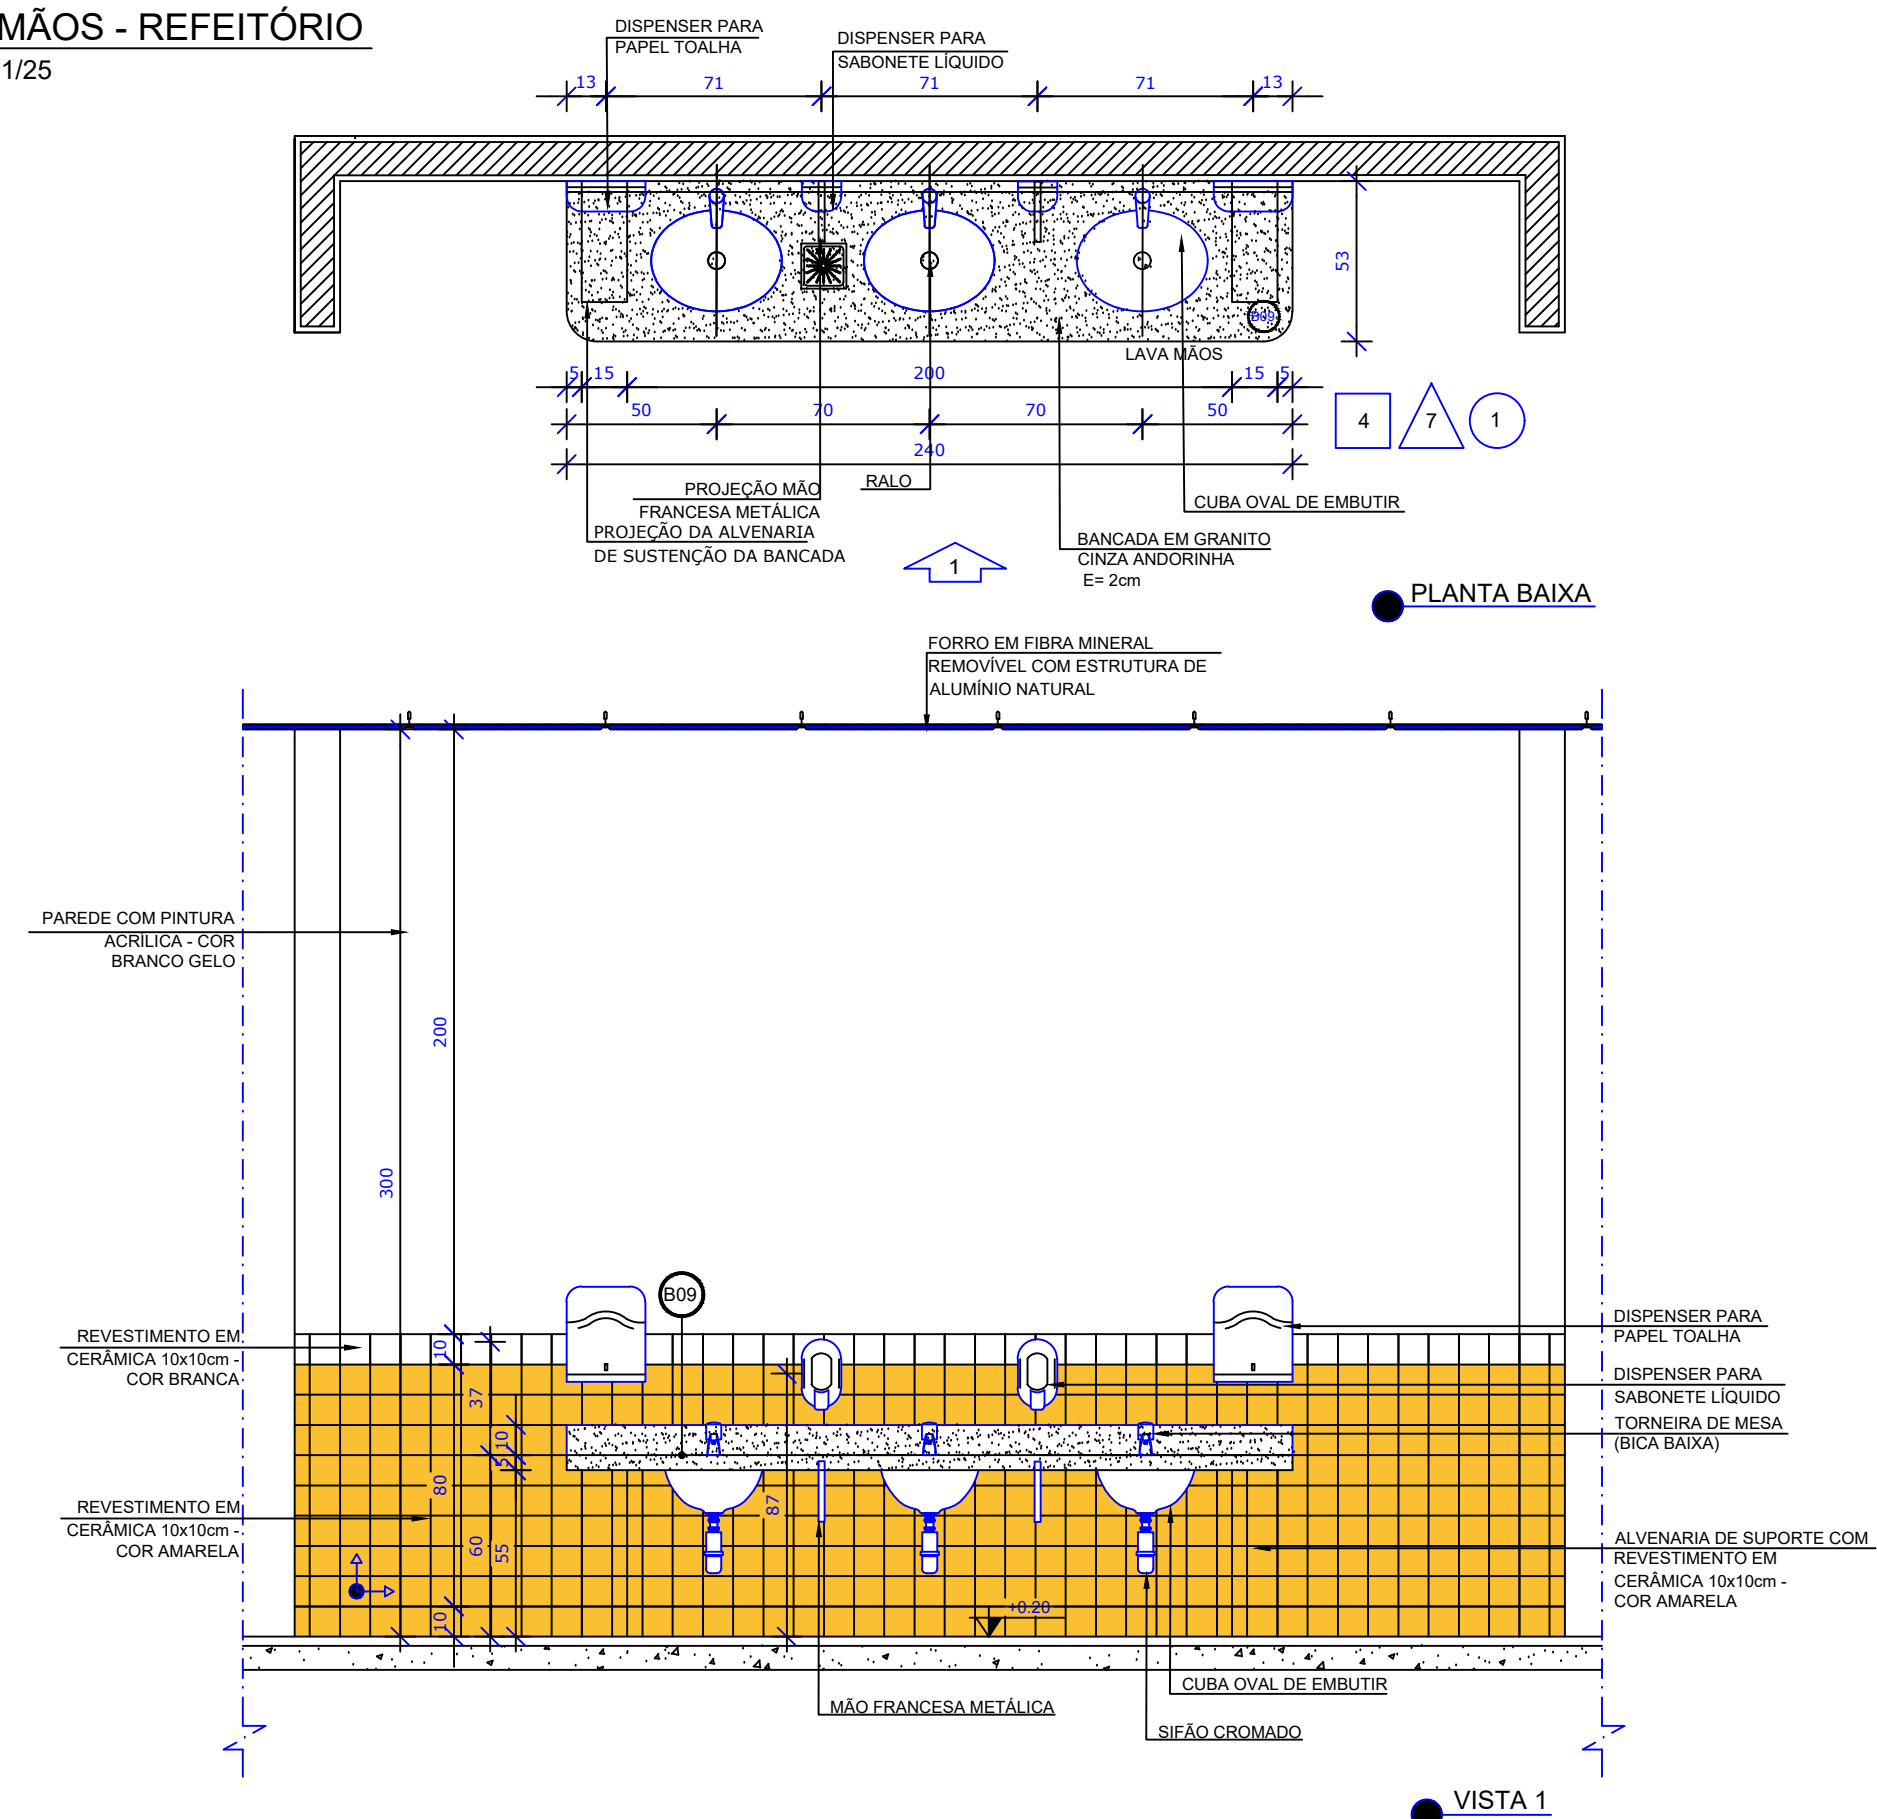 MÃOS - REFEITÓRIO
1/25
DISPENSER PARA
PAPEL TOALHA
DISPENSER PARA
SABONETE LÍQUIDO
13
71
71
71
13
53
B09
LAVA MÃOS
5
15
200
15
5
50
70
70
50
240
4
7
1
PROJEÇÃO MÃO
FRANCESA METÁLICA
RALO
CUBA OVAL DE EMBUTIR
PROJEÇÃO DA ALVENARIA
DE SUSTENÇÃO DA BANCADA
BANCADA EM GRANITO
CINZA ANDORINHA
E= 2cm
1
PLANTA BAIXA
FORRO EM FIBRA MINERAL
REMOVÍVEL COM ESTRUTURA DE
ALUMÍNIO NATURAL
PAREDE COM PINTURA
ACRÍLICA - COR
BRANCO GELO
200
300
B09
REVESTIMENTO EM
CERÂMICA 10x10cm -
COR BRANCA
10
37
10
5
80
87
60
55
10
+0.20
REVESTIMENTO EM
CERÂMICA 10x10cm -
COR AMARELA
DISPENSER PARA
PAPEL TOALHA
DISPENSER PARA
SABONETE LÍQUIDO
TORNEIRA DE MESA
(BICA BAIXA)
ALVENARIA DE SUPORTE COM
REVESTIMENTO EM
CERÂMICA 10x10cm -
COR AMARELA
CUBA OVAL DE EMBUTIR
MÃO FRANCESA METÁLICA
SIFÃO CROMADO
VISTA 1